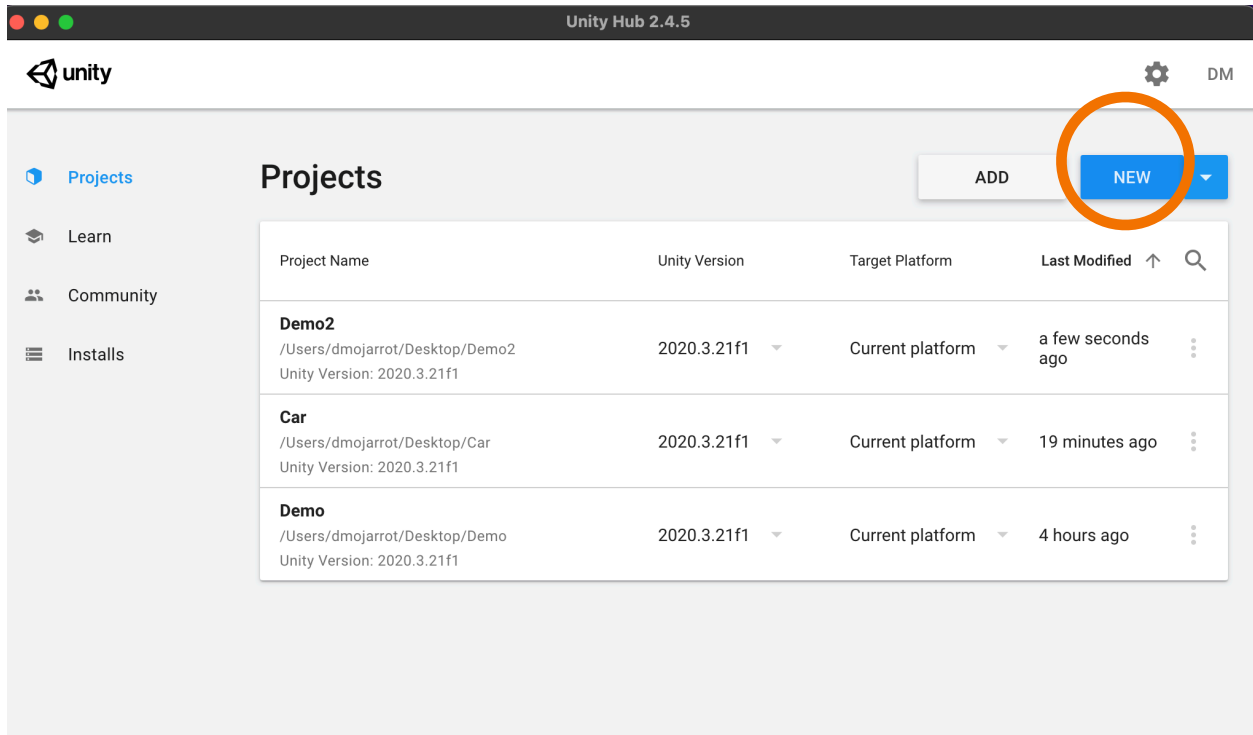 Unity Hub 2.4.5
unity
DM
Projects
Learn
Community
Installs
Projects
ADD
NEW
Project Name
Unity Version
Target Platform
Last Modified
Demo2
/Users/dmojarrot/Desktop/Demo2
Unity Version: 2020.3.21f1
2020.3.21f1
Current platform
a few seconds
ago
Car
/Users/dmojarrot/Desktop/Car
Unity Version: 2020.3.21f1
2020.3.21f1
Current platform
19 minutes ago
Demo
/Users/dmojarrot/Desktop/Demo
Unity Version: 2020.3.21f1
2020.3.21f1
Current platform
4 hours ago